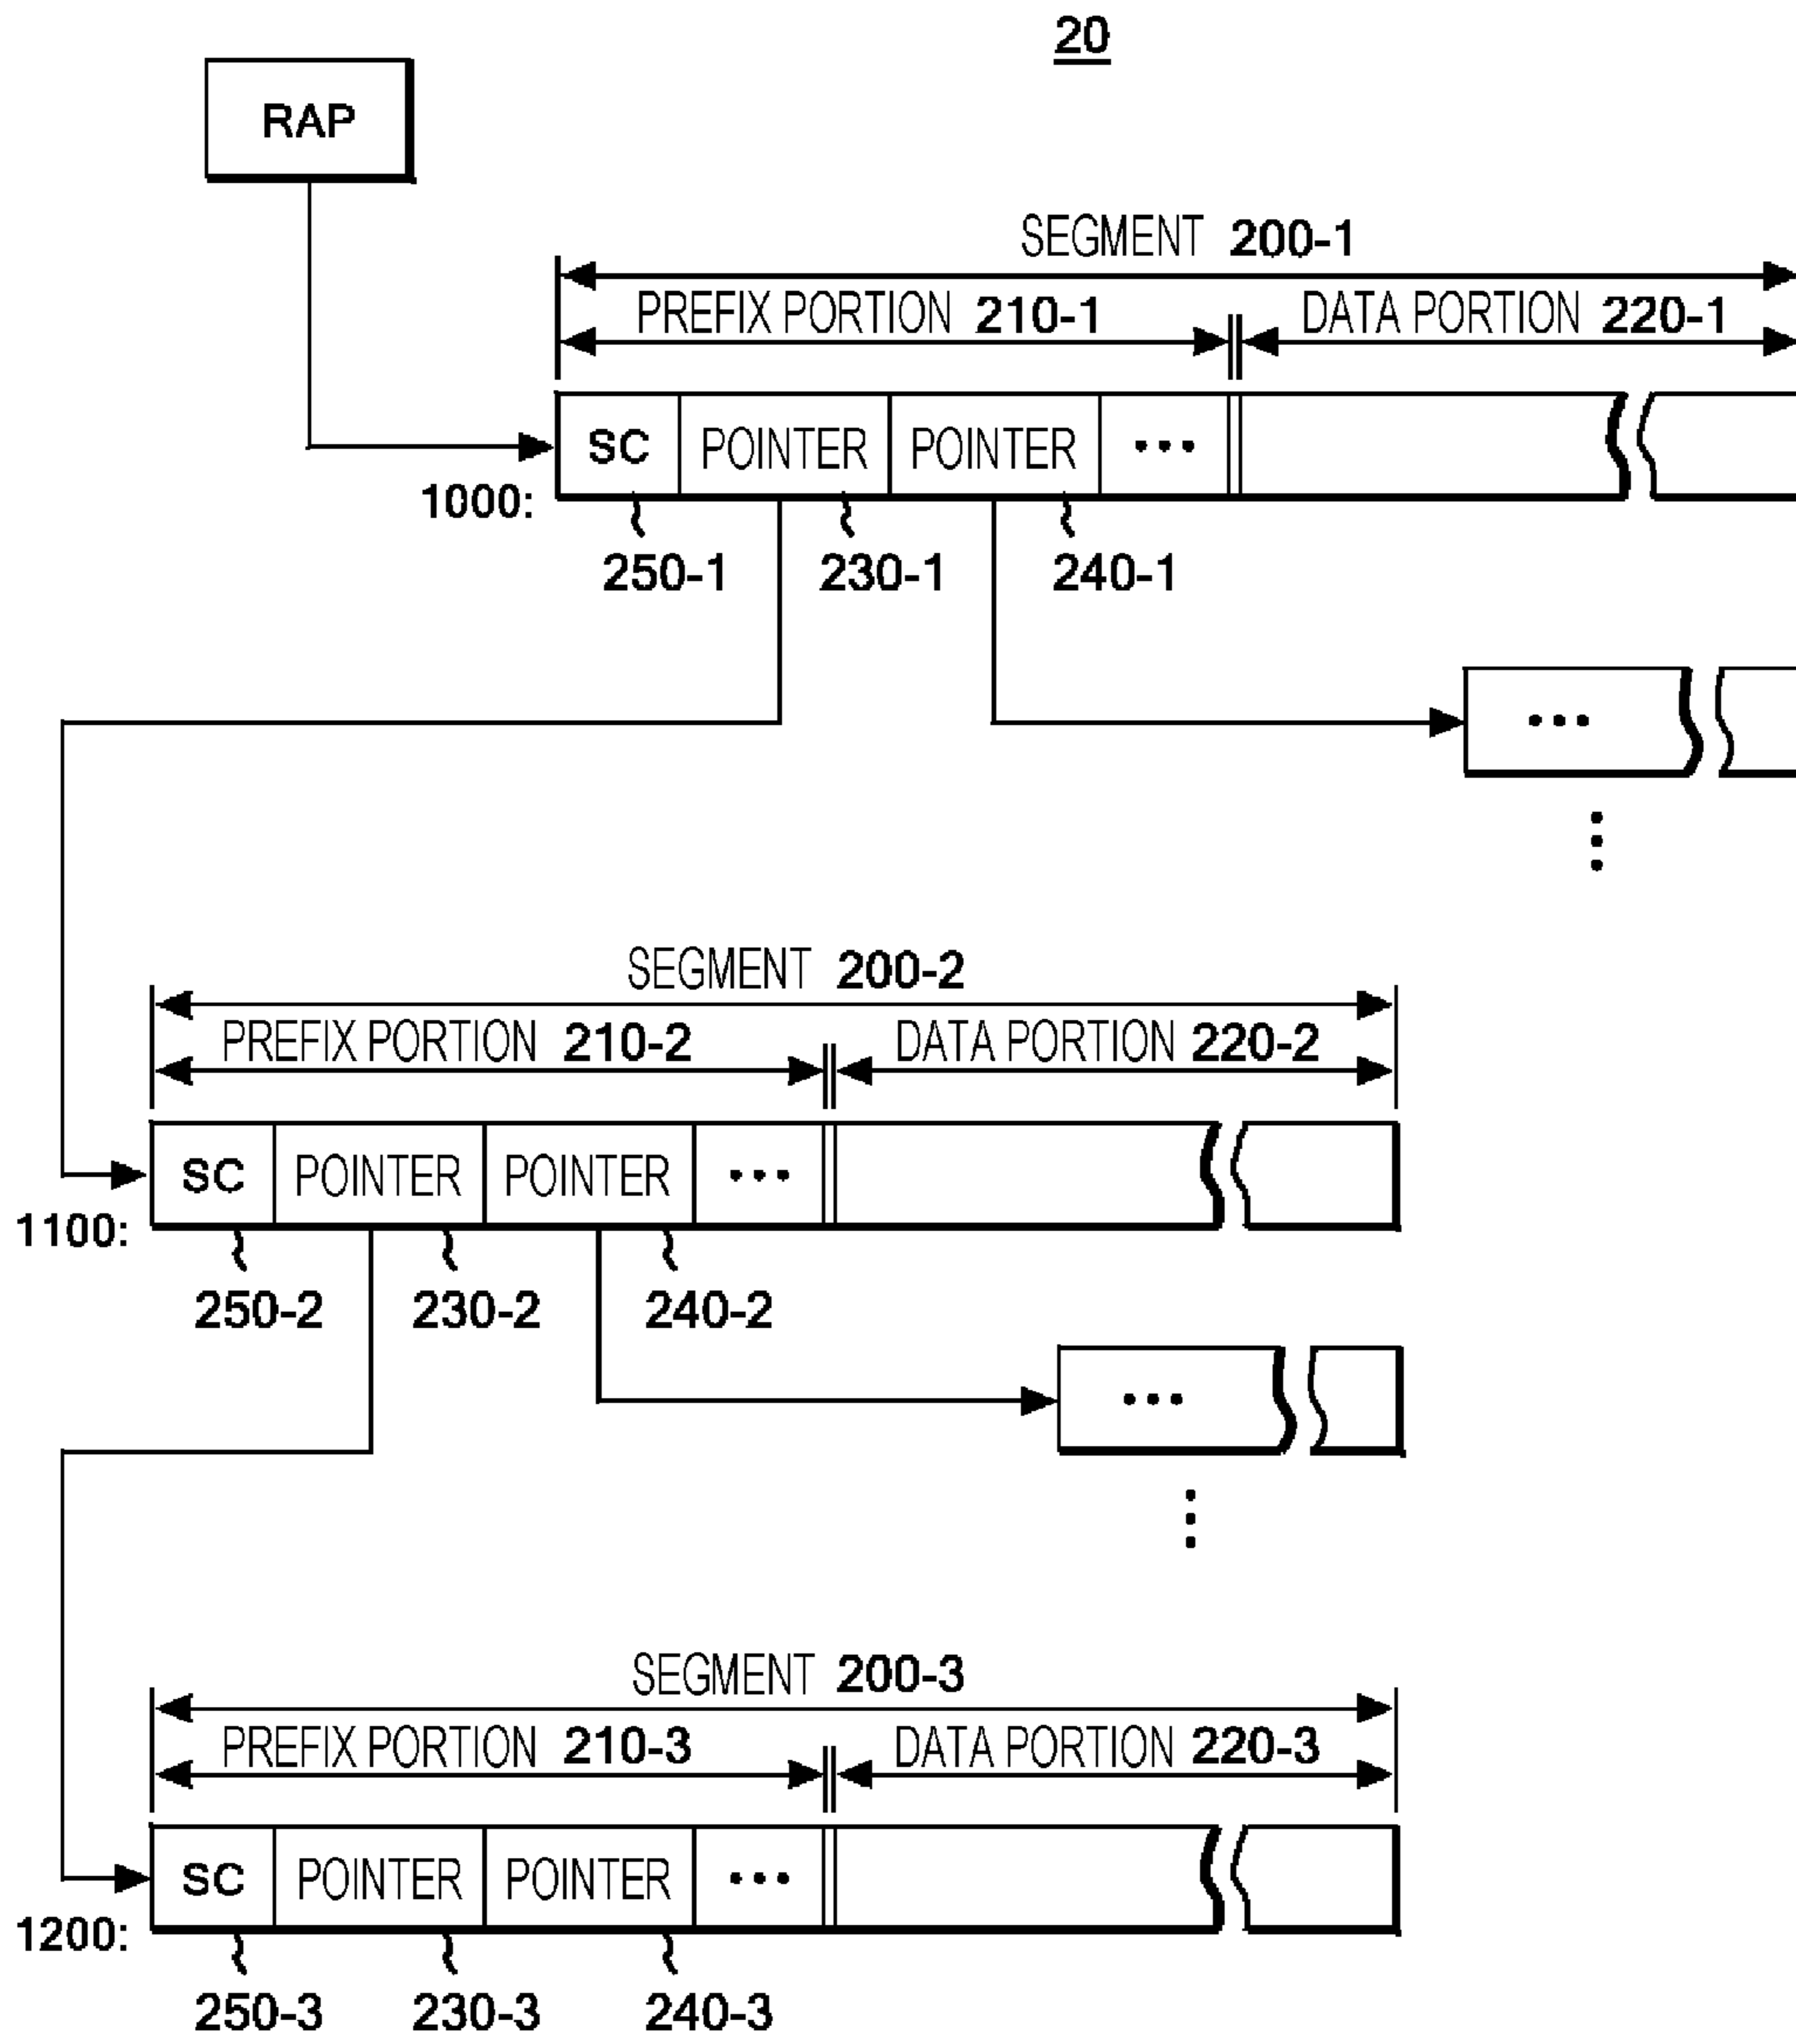 20
RAP
SEGMENT 200-1
PREFIX PORTION 210-1 DATA PORTION 220-1
SC POINTER POINTER •••
1000:
250-1 230-1 240-1
•••
SEGMENT 200-2
PREFIX PORTION 210-2 DATA PORTION 220-2
SC POINTER POINTER •••
1100:
250-2 230-2 240-2
•••
SEGMENT 200-3
PREFIX PORTION 210-3 DATA PORTION 220-3
SC POINTER POINTER •••
1200:
250-3 230-3 240-3